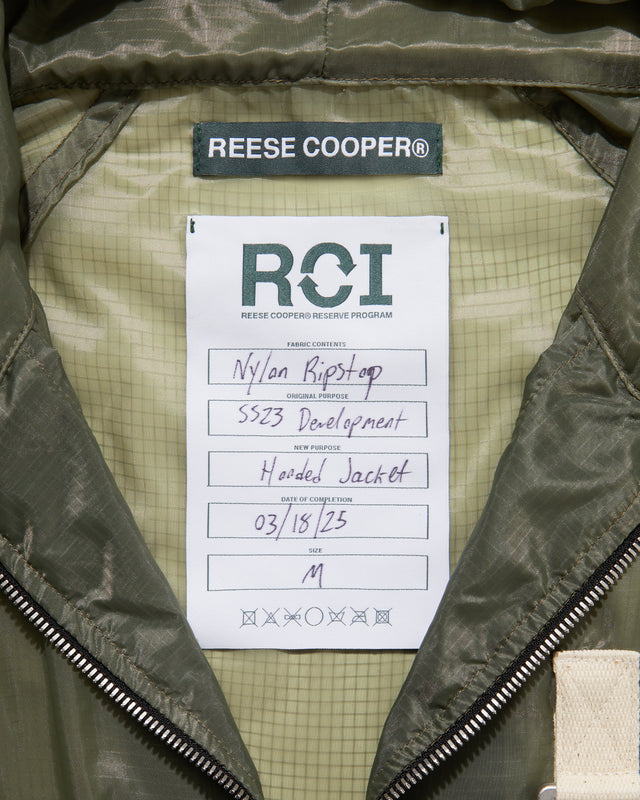 REESE COOPER®
RCI
REESE COOPER® RESERVE PROGRAM
FABRIC CONTENTS
Nylon Ripstop
ORIGINAL PURPOSE
SS23 Development
NEW PURPOSE
Hooded Jacket
DATE OF COMPLETION
03/18/25
SIZE
M